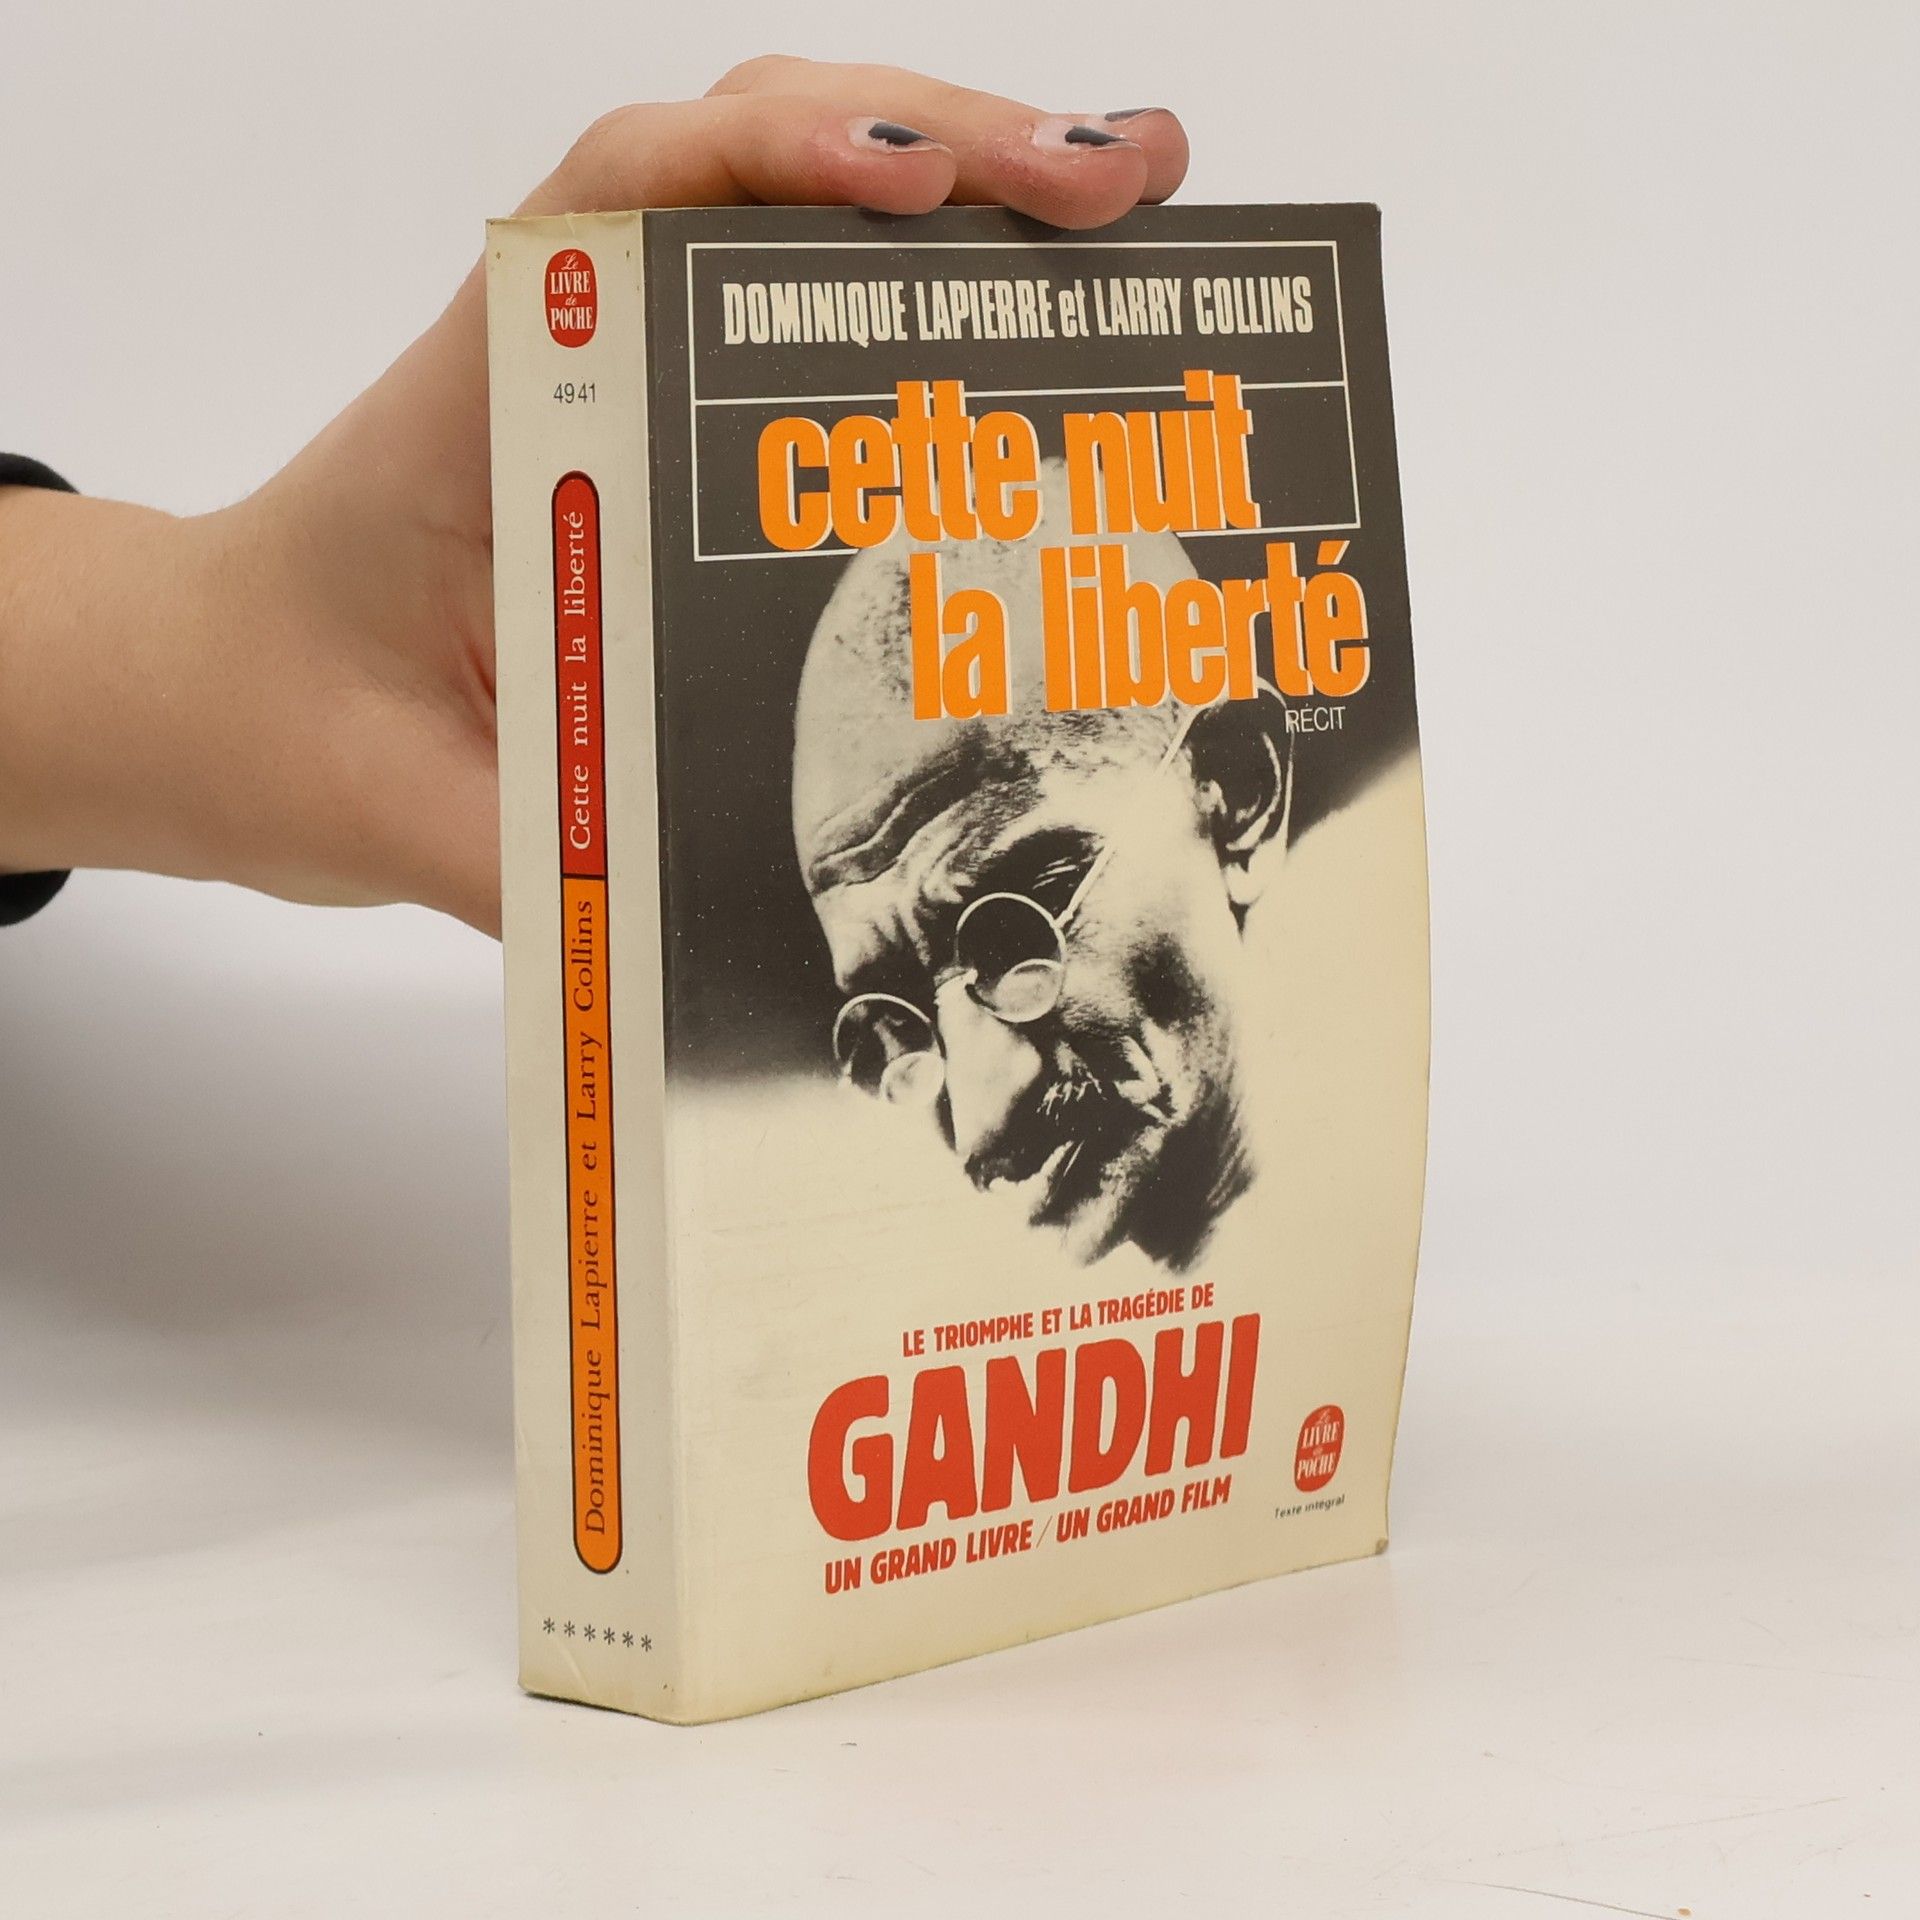 Le
LIVRE
de
POCHE
4941
Cette nuit la liberté
Dominique Lapierre et Larry Collins
******
DOMINIQUE LAPIERRE et LARRY COLLINS
cette nuit
la liberté
RÉCIT
LE TRIOMPHE ET LA TRAGÉDIE DE
GANDHI
UN GRAND LIVRE / UN GRAND FILM
Le
LIVRE
de
POCHE
Texte intégral